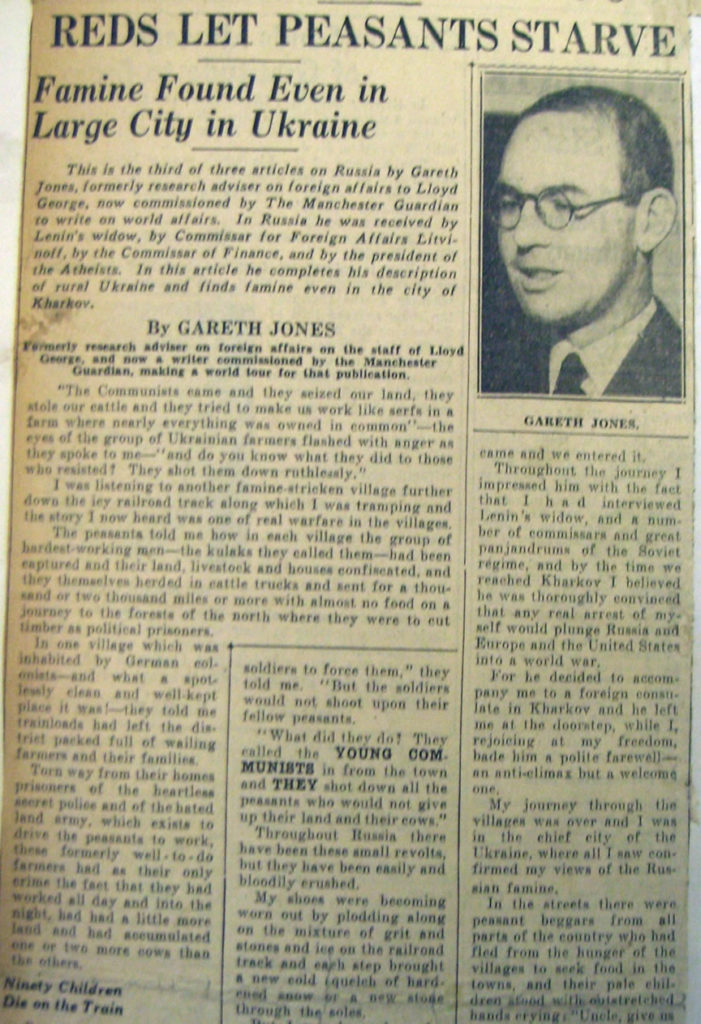 REDS LET PEASANTS STARVE
Famine Found Even in
Large City in Ukraine
This is the third of three articles on Russia by Gareth
Jones, formerly research adviser on foreign affairs to Lloyd
George, now commissioned by The Manchester Guardian
to write on world affairs. In Russia he was received by
Lenin's widow, by Commissar for Foreign Affairs Litvi-
noff, by the Commissar of Finance, and by the president of
the Atheists. In this article he completes his description
of rural Ukraine and finds famine even in the city of
Kharkov.
By GARETH JONES
Formerly research adviser on foreign affairs on the staff of Lloyd
George, and now a writer commissioned by the Manchester
Guardian, making a world tour for that publication.
"The Communists came and they seized our land, they
stole our cattle and they tried to make us work like serfs in a
farm where nearly everything was owned in common"—the
eyes of the group of Ukrainian farmers flashed with anger as
they spoke to me—"and do you know what they did to those
who resisted? They shot them down ruthlessly."
I was listening to another famine-stricken village further
down the icy railroad track along which I was tramping and
the story I now heard was one of real warfare in the villages.
The peasants told me how in each village the group of
hardest-working men—the kulaks they called them—had been
captured and their land, livestock and houses confiscated, and
they themselves herded in cattle trucks and sent for a thou-
sand or two thousand miles or more with almost no food on a
journey to the forests of the north where they were to cut
timber as political prisoners.
In one village which was
inhabited by German col-
onists—and what a spot-
lessly clean and well-kept
place it was!—they told me
trainloads had left the dis-
trict packed full of wailing
farmers and their families.
Torn way from their homes
prisoners of the heartless
secret police and of the hated
land army, which exists to
drive the peasants to work,
these formerly well-to-do
farmers had as their only
crime the fact that they had
worked all day and into the
night, had had a little more
land and had accumulated
one or two more cows than
the others.
Ninety Children
Die on the Train
soldiers to force them," they
told me. "But the soldiers
would not shoot upon their
fellow peasants.
"What did they do? They
called the YOUNG COM-
MUNISTS in from the town
and THEY shot down all the
peasants who would not give
up their land and their cows."
Throughout Russia there
have been these small revolts,
but they have been easily and
bloodily crushed.
My shoes were becoming
worn out by plodding along
on the mixture of grit and
stones and ice on the railroad
track and each step brought
a new cold squelch of hard-
ened snow or a new stone
through the soles.
GARETH JONES.
came and we entered it.
Throughout the journey I
impressed him with the fact
that I had interviewed
Lenin's widow, and a num-
ber of commissars and great
panjandrums of the Soviet
régime, and by the time we
reached Kharkov I believed
he was thoroughly convinced
that any real arrest of my-
self would plunge Russia and
Europe and the United States
into a world war.
For he decided to accom-
pany me to a foreign consu-
late in Kharkov and he left
me at the doorstep, while I,
rejoicing at my freedom,
bade him a polite farewell—
an anti-climax but a welcome
one.
My journey through the
villages was over and I was
in the chief city of the
Ukraine, where all I saw con-
firmed my views of the Rus-
sian famine.
In the streets there were
peasant beggars from all
parts of the country who had
fled from the hunger of the
villages to seek food in the
towns, and their pale chil-
dren stood with outstretched
hands crying: "Uncle, give us